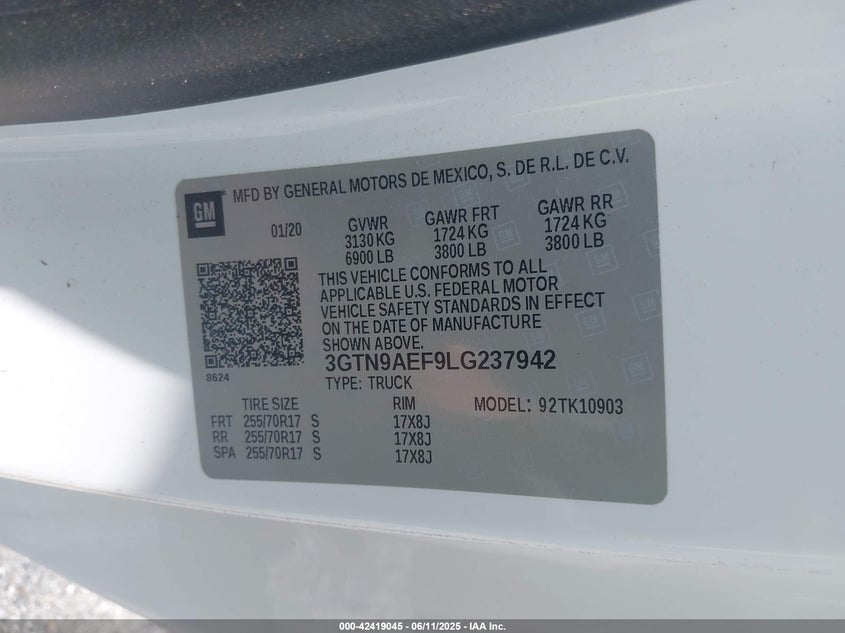 GM
MFD BY GENERAL MOTORS DE MEXICO, S. DE R.L. DE C.V.
01/20
GVWR
3130 KG
6900 LB
GAWR FRT
1724 KG
3800 LB
GAWR RR
1724 KG
3800 LB
THIS VEHICLE CONFORMS TO ALL
APPLICABLE U.S. FEDERAL MOTOR
VEHICLE SAFETY STANDARDS IN EFFECT
ON THE DATE OF MANUFACTURE
SHOWN ABOVE.
8624
3GTN9AEF9LG237942
TYPE: TRUCK
TIRE SIZE RIM MODEL: 92TK10903
FRT 255/70R17 S 17X8J
RR 255/70R17 S 17X8J
SPA 255/70R17 S 17X8J
000-42419045 - 06/11/2025 - IAA Inc.